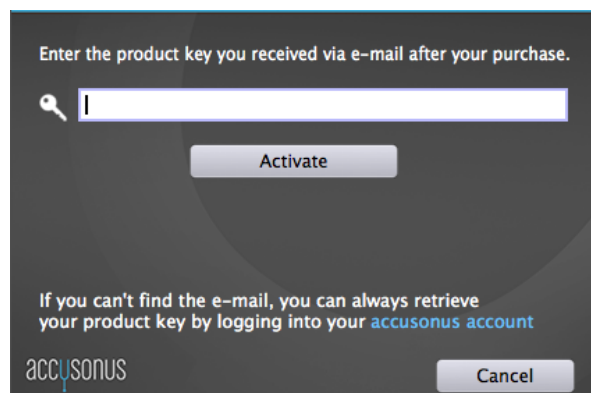 Enter the product key you received via e-mail after your purchase.
Activate
If you can't find the e-mail, you can always retrieve
your product key by logging into your accusonus account
accusonus
Cancel